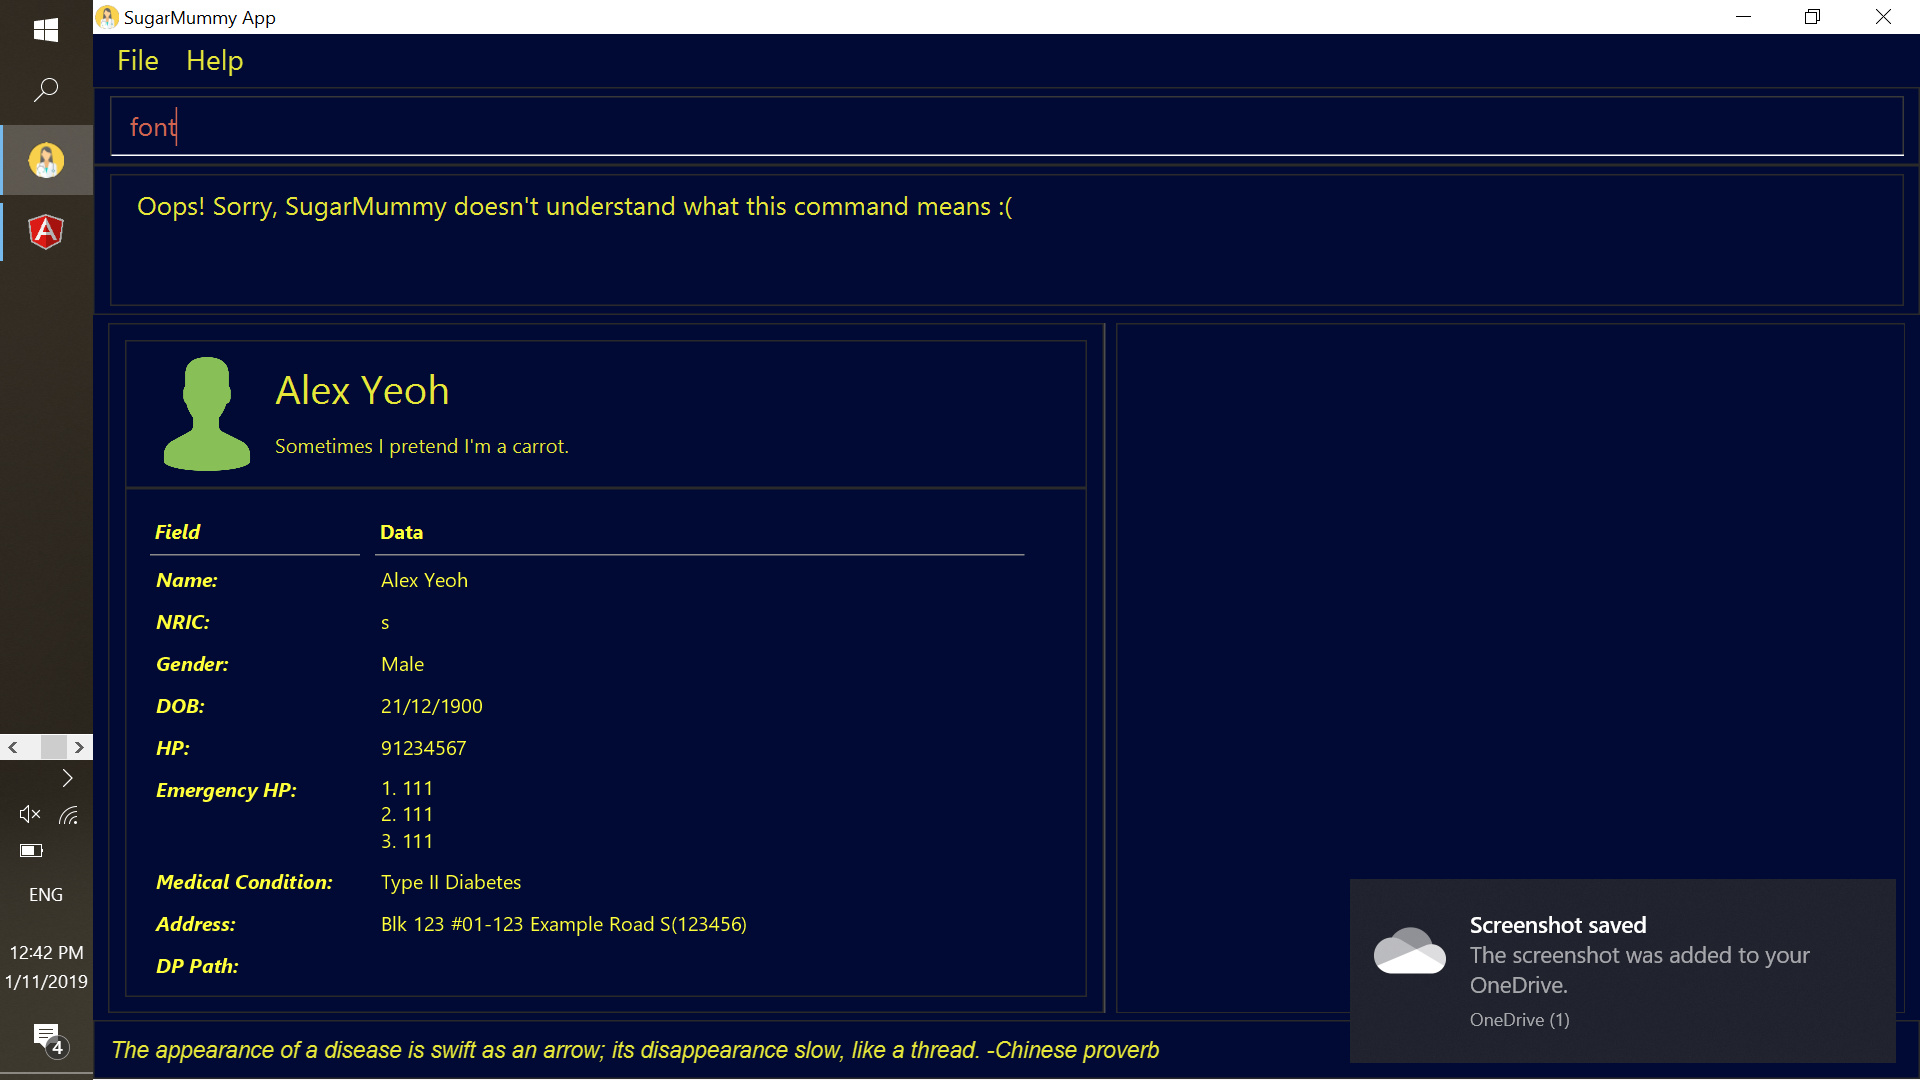 SugarMummy App
File Help
font
Oops! Sorry, SugarMummy doesn't understand what this command means :(
Alex Yeoh
Sometimes I pretend I'm a carrot.
Field Data
Name: Alex Yeoh
NRIC: s
Gender: Male
DOB: 21/12/1900
HP: 91234567
Emergency HP: 1. 111
2. 111
3. 111
Medical Condition: Type II Diabetes
Address: Blk 123 #01-123 Example Road S(123456)
DP Path:
The appearance of a disease is swift as an arrow; its disappearance slow, like a thread. -Chinese proverb
Screenshot saved
The screenshot was added to your
OneDrive.
OneDrive (1)
A
ENG
12:42 PM
1/11/2019
4